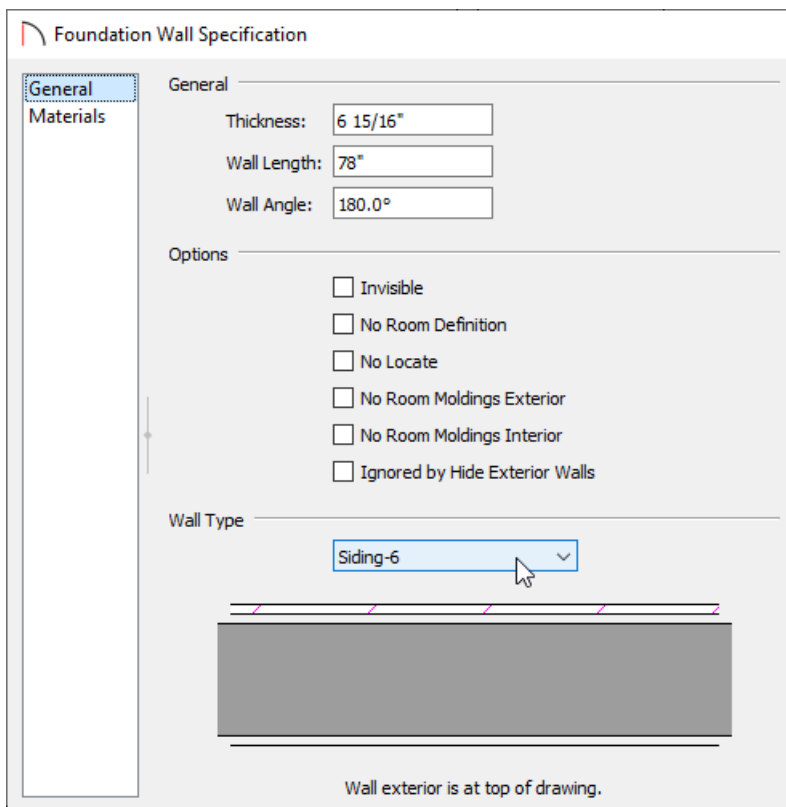 Foundation Wall Specification
General
Materials
General
Thickness: 6 15/16"
Wall Length: 78"
Wall Angle: 180.0°
Options
Invisible
No Room Definition
No Locate
No Room Moldings Exterior
No Room Moldings Interior
Ignored by Hide Exterior Walls
Wall Type
Siding-6
Wall exterior is at top of drawing.